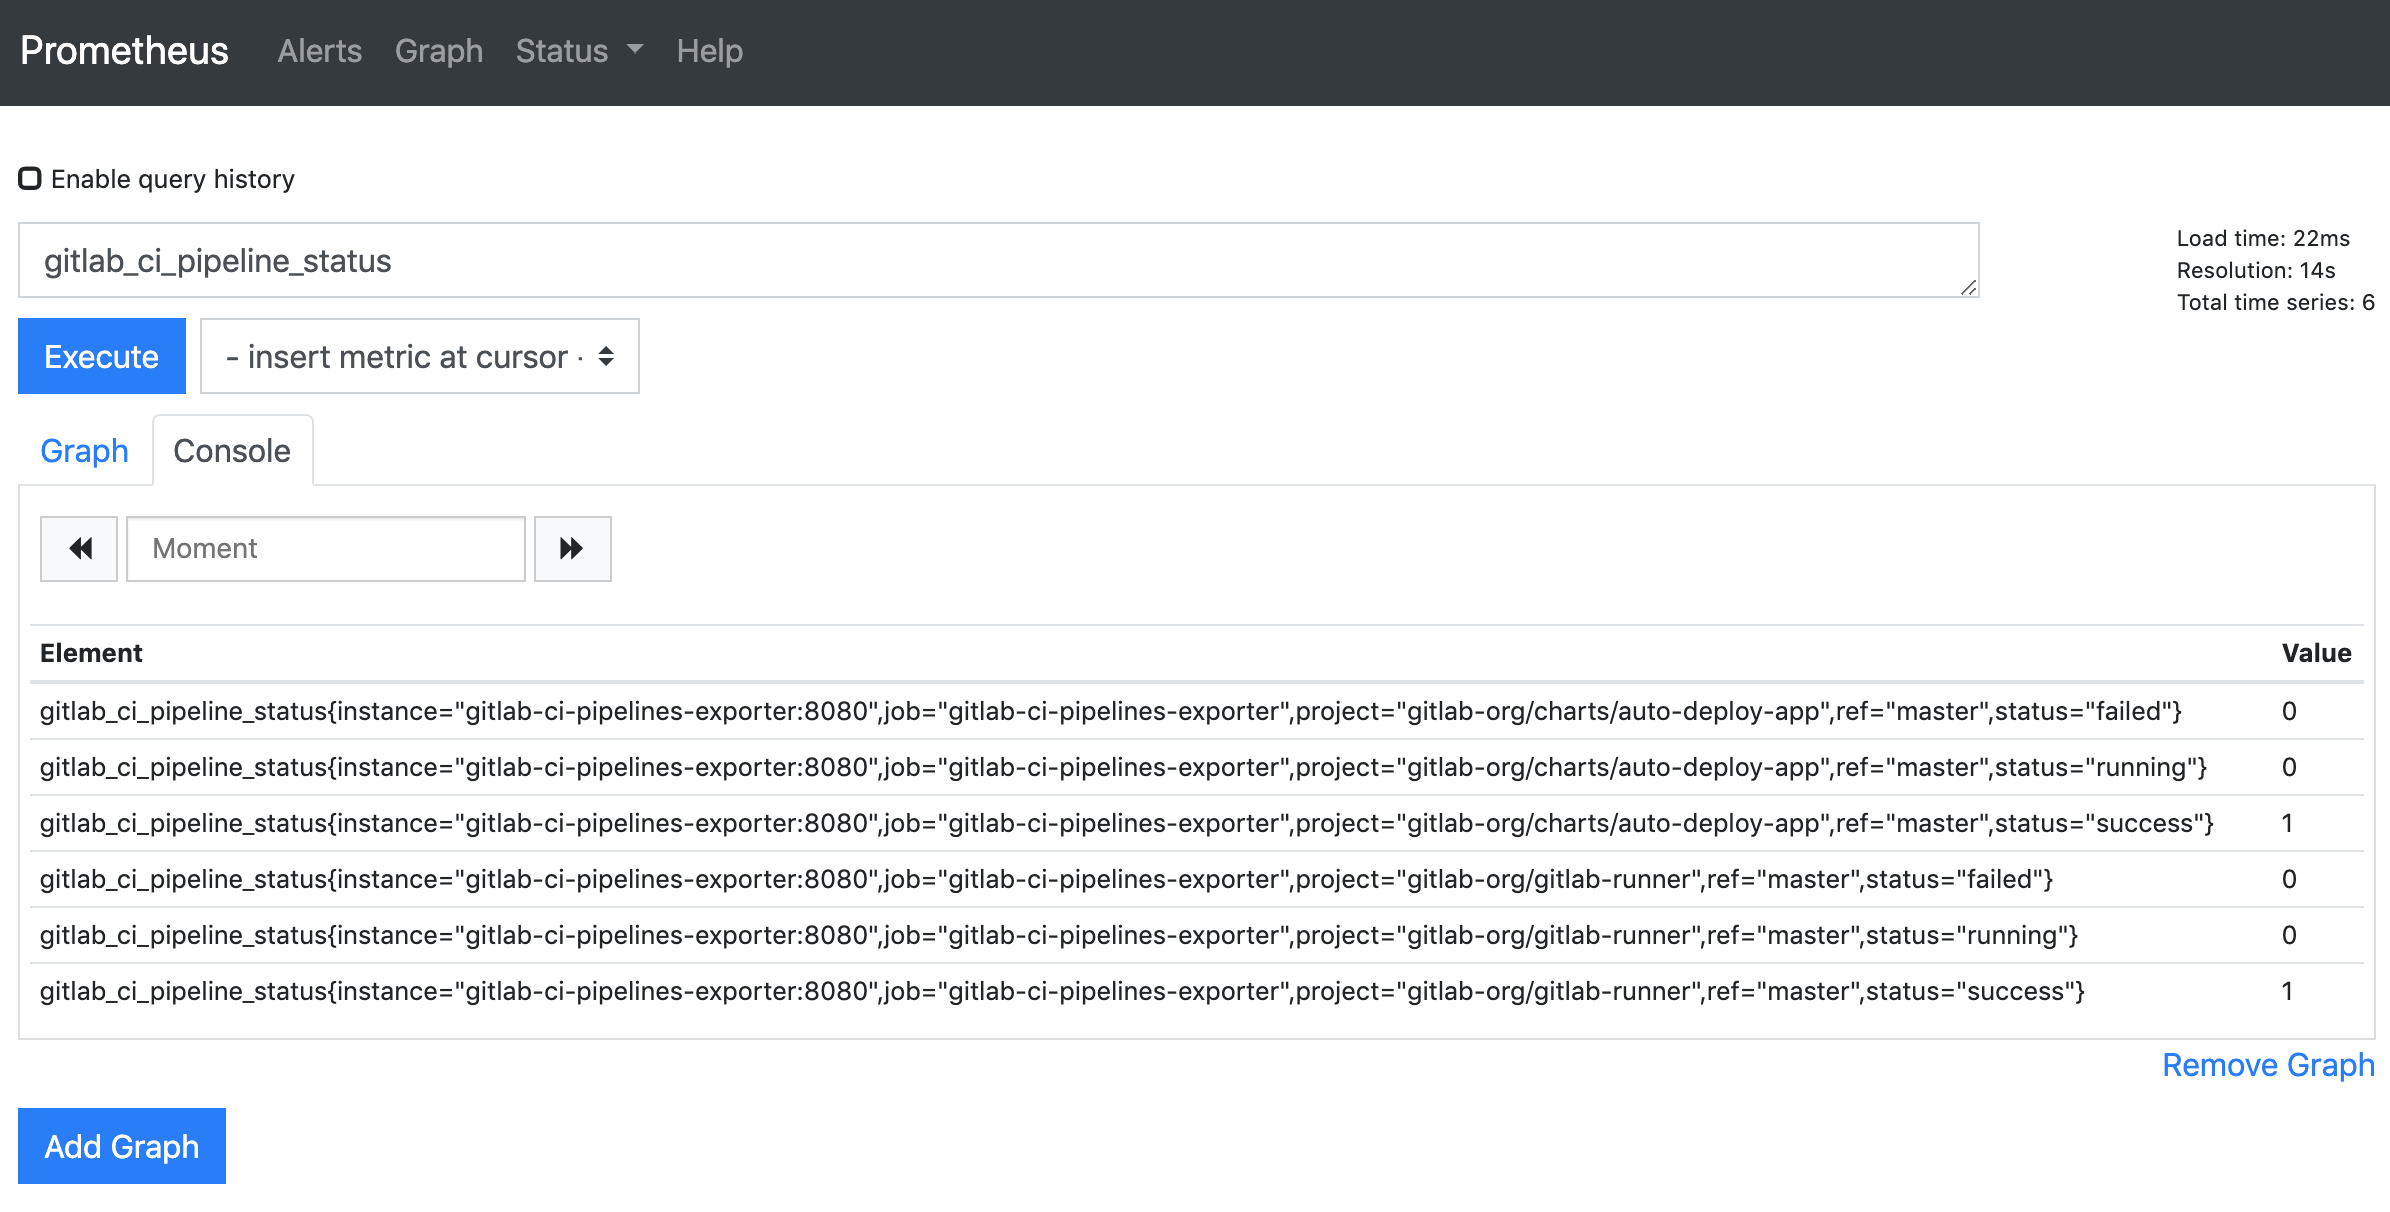 Prometheus Alerts Graph Status Help
Enable query history
gitlab_ci_pipeline_status
Load time: 22ms
Resolution: 14s
Total time series: 6
Execute - insert metric at cursor -
Graph Console
Moment
Element Value
gitlab_ci_pipeline_status{instance="gitlab-ci-pipelines-exporter:8080",job="gitlab-ci-pipelines-exporter",project="gitlab-org/charts/auto-deploy-app",ref="master",status="failed"} 0
gitlab_ci_pipeline_status{instance="gitlab-ci-pipelines-exporter:8080",job="gitlab-ci-pipelines-exporter",project="gitlab-org/charts/auto-deploy-app",ref="master",status="running"} 0
gitlab_ci_pipeline_status{instance="gitlab-ci-pipelines-exporter:8080",job="gitlab-ci-pipelines-exporter",project="gitlab-org/charts/auto-deploy-app",ref="master",status="success"} 1
gitlab_ci_pipeline_status{instance="gitlab-ci-pipelines-exporter:8080",job="gitlab-ci-pipelines-exporter",project="gitlab-org/gitlab-runner",ref="master",status="failed"} 0
gitlab_ci_pipeline_status{instance="gitlab-ci-pipelines-exporter:8080",job="gitlab-ci-pipelines-exporter",project="gitlab-org/gitlab-runner",ref="master",status="running"} 0
gitlab_ci_pipeline_status{instance="gitlab-ci-pipelines-exporter:8080",job="gitlab-ci-pipelines-exporter",project="gitlab-org/gitlab-runner",ref="master",status="success"} 1
Remove Graph
Add Graph